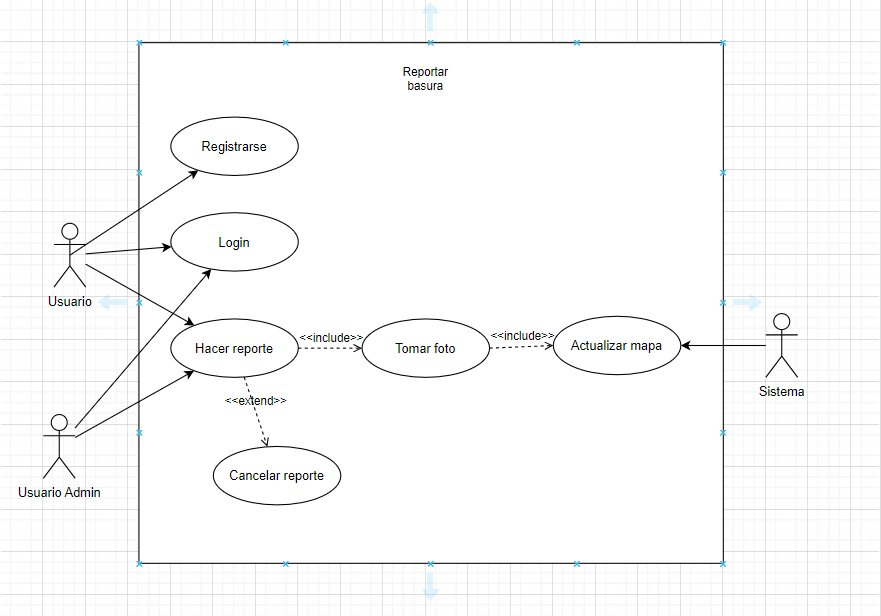 Reportar
basura
Registrarse
Login
Usuario
Hacer reporte
<<include>>
Tomar foto
<<include>>
Actualizar mapa
Sistema
<<extend>>
Cancelar reporte
Usuario Admin